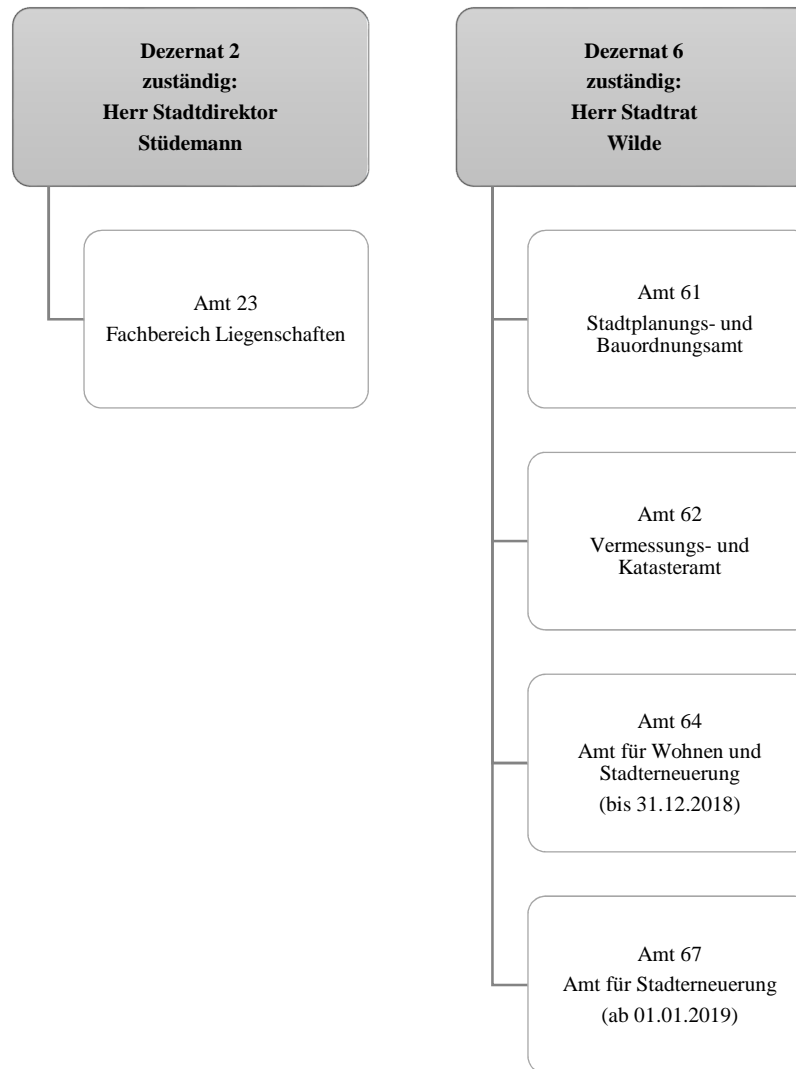 Dezernat 2
zuständig:
Herr Stadtdirektor
Stüdemann
Amt 23
Fachbereich Liegenschaften
Dezernat 6
zuständig:
Herr Stadtrat
Wilde
Amt 61
Stadtplanungs- und
Bauordnungsamt
Amt 62
Vermessungs- und
Katasteramt
Amt 64
Amt für Wohnen und
Stadterneuerung
(bis 31.12.2018)
Amt 67
Amt für Stadterneuerung
(ab 01.01.2019)